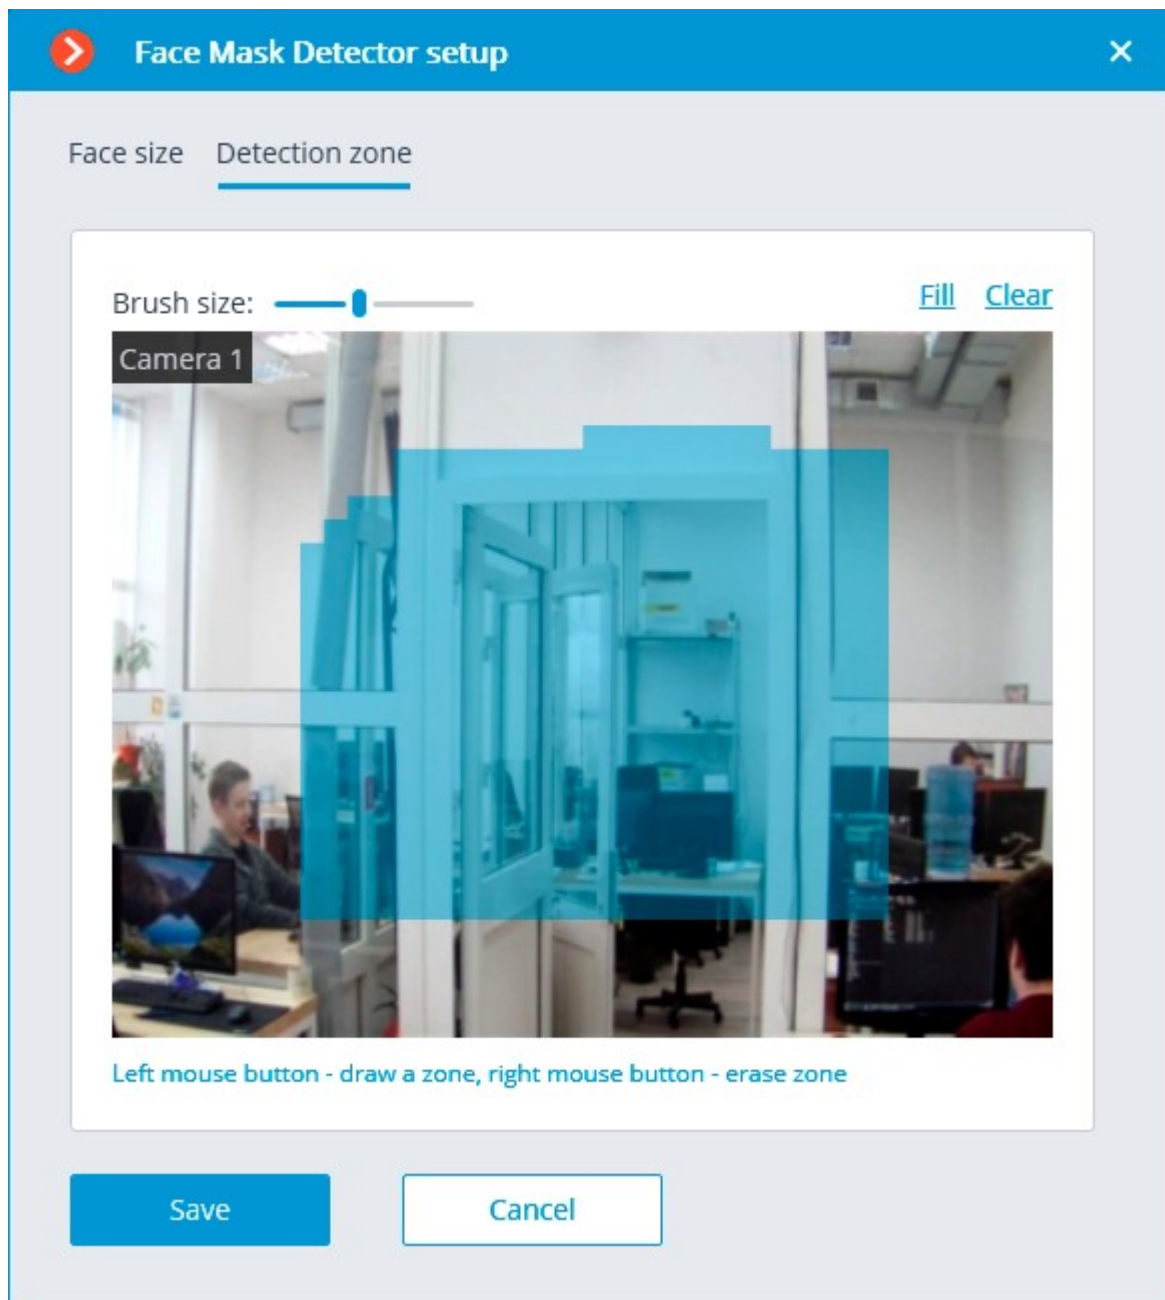 Face Mask Detector setup
Face size Detection zone
Brush size: Fill Clear
Camera 1
Left mouse button - draw a zone, right mouse button - erase zone
Save Cancel